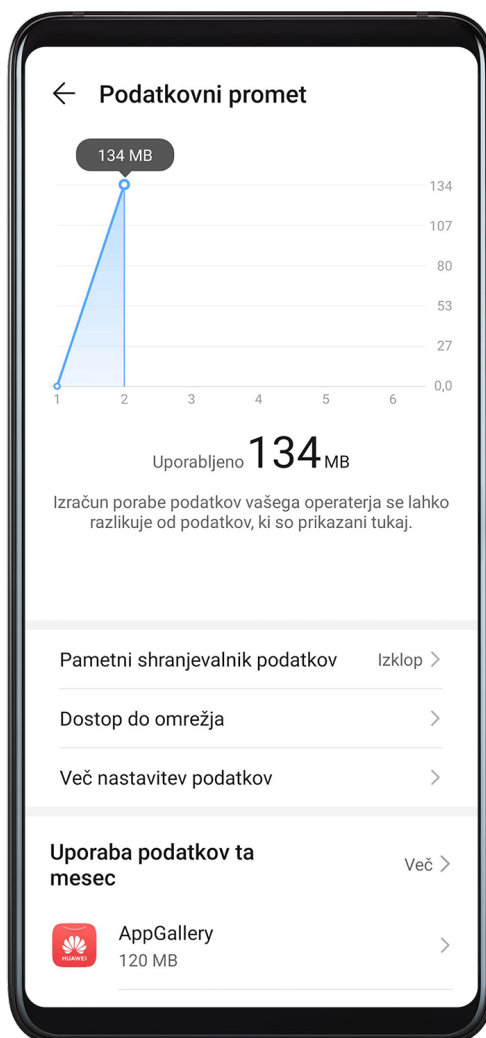 Podatkovni promet
134 MB
134
107
80
53
27
0,0
1 2 3 4 5 6
Uporabljeno 134 MB
Izračun porabe podatkov vašega operaterja se lahko
razlikuje od podatkov, ki so prikazani tukaj.
Pametni shranjevalnik podatkov Izklop
Dostop do omrežja
Več nastavitev podatkov
Uporaba podatkov ta
mesec
Več
AppGallery
120 MB
HUAWEI